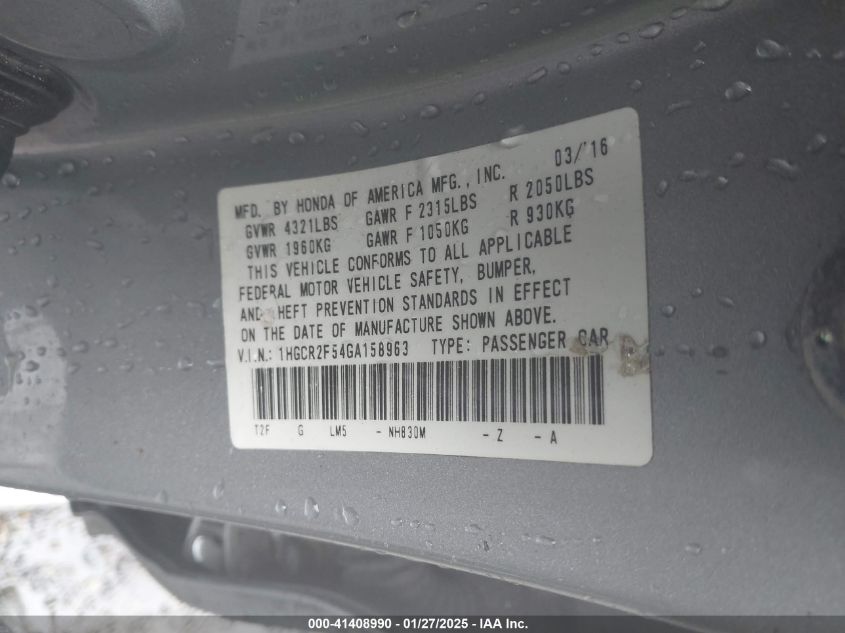 MFD. BY HONDA OF AMERICA MFG., INC. 03/'16
GVWR 4321LBS GAWR F 2315LBS R 2050LBS
GVWR 1960KG GAWR F 1050KG R 930KG
THIS VEHICLE CONFORMS TO ALL APPLICABLE
FEDERAL MOTOR VEHICLE SAFETY, BUMPER,
AND THEFT PREVENTION STANDARDS IN EFFECT
ON THE DATE OF MANUFACTURE SHOWN ABOVE.
V.I.N.: 1HGCR2F54GA158963 TYPE: PASSENGER CAR
T2F G LM5 - NH830M - Z - A
000-41408990 - 01/27/2025 - IAA Inc.